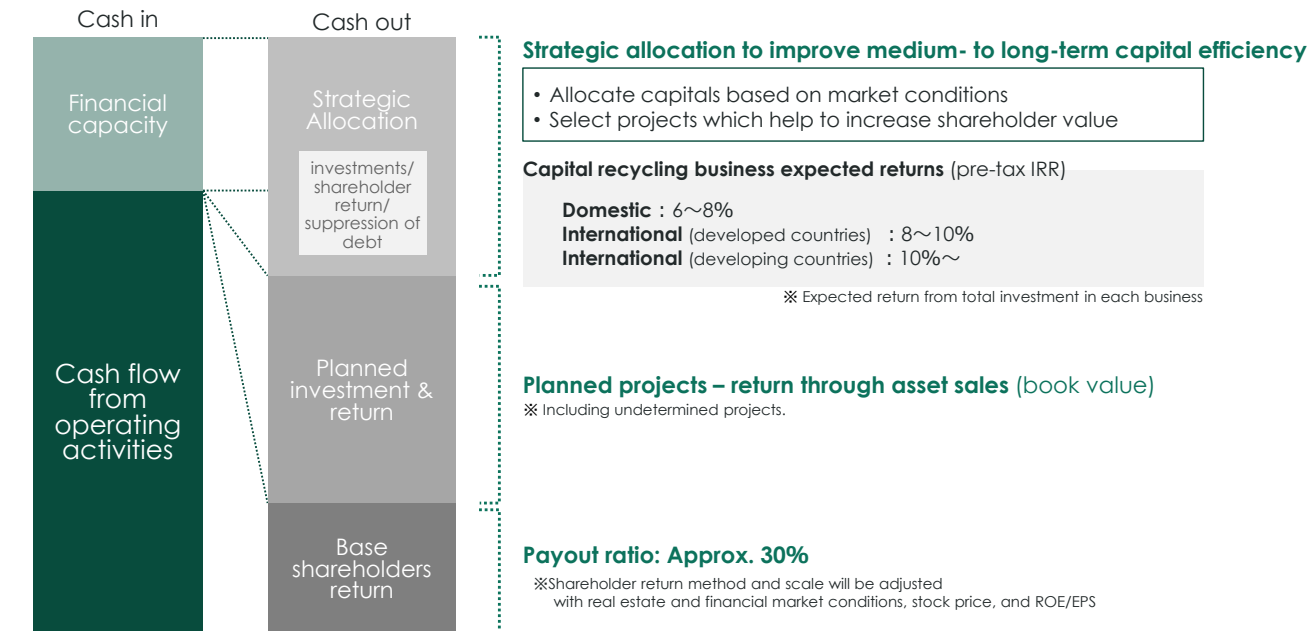 Cash in
Cash out
Financial
capacity
Cash flow
from
operating
activities
Strategic
Allocation
investments/
shareholder
return/
suppression of
debt
Planned
investment &
return
Base
shareholders
return
Strategic allocation to improve medium- to long-term capital efficiency
• Allocate capitals based on market conditions
• Select projects which help to increase shareholder value
Capital recycling business expected returns (pre-tax IRR)
Domestic：6～8%
International (developed countries) ：8～10%
International (developing countries) ：10%～
※ Expected return from total investment in each business
Planned projects – return through asset sales (book value)
※ Including undetermined projects.
Payout ratio: Approx. 30%
※Shareholder return method and scale will be adjusted
with real estate and financial market conditions, stock price, and ROE/EPS